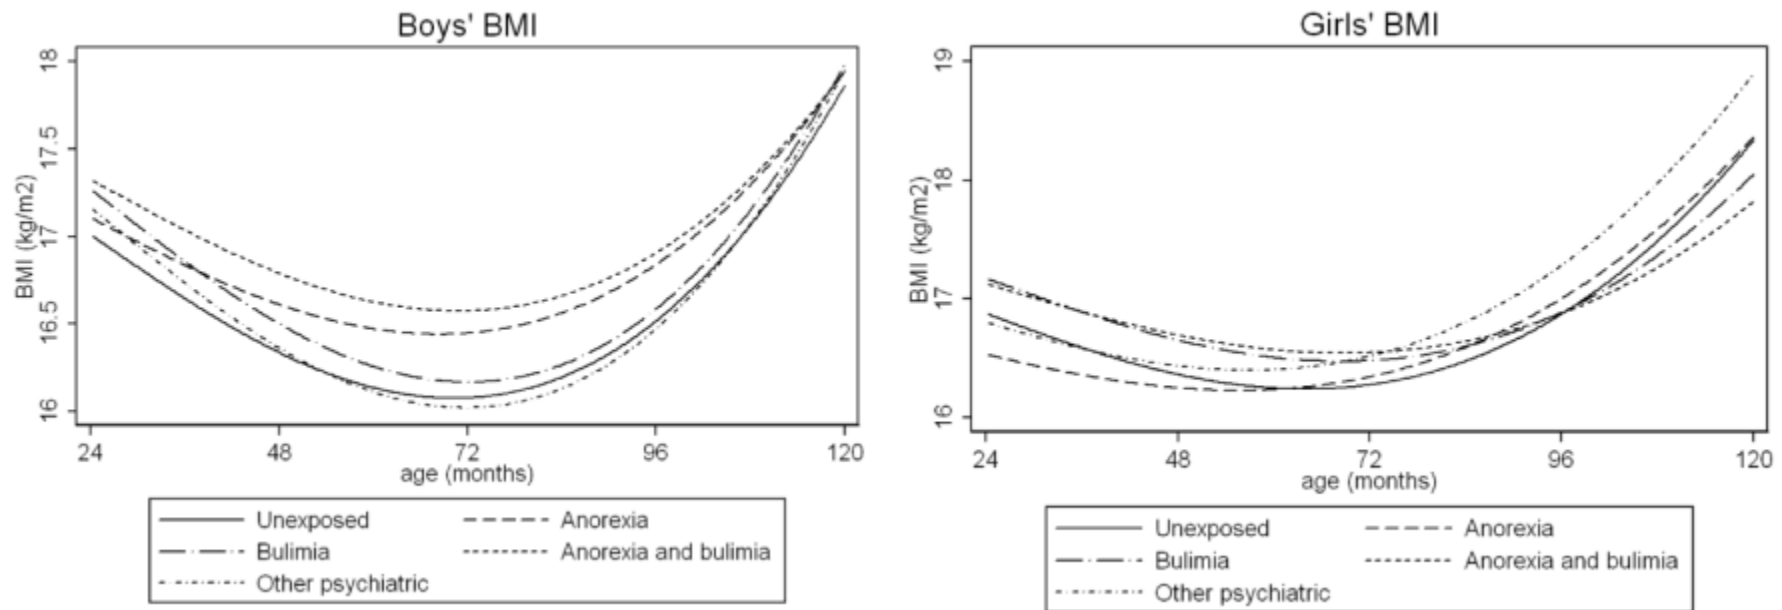 Boys' BMI
BMI (kg/m2)
18
17.5
17
16.5
16
24 48 72 96 120
age (months)
Unexposed Anorexia
Bulimia Anorexia and bulimia
Other psychiatric
Girls' BMI
BMI (kg/m2)
19
18
17
16
24 48 72 96 120
age (months)
Unexposed Anorexia
Bulimia Anorexia and bulimia
Other psychiatric